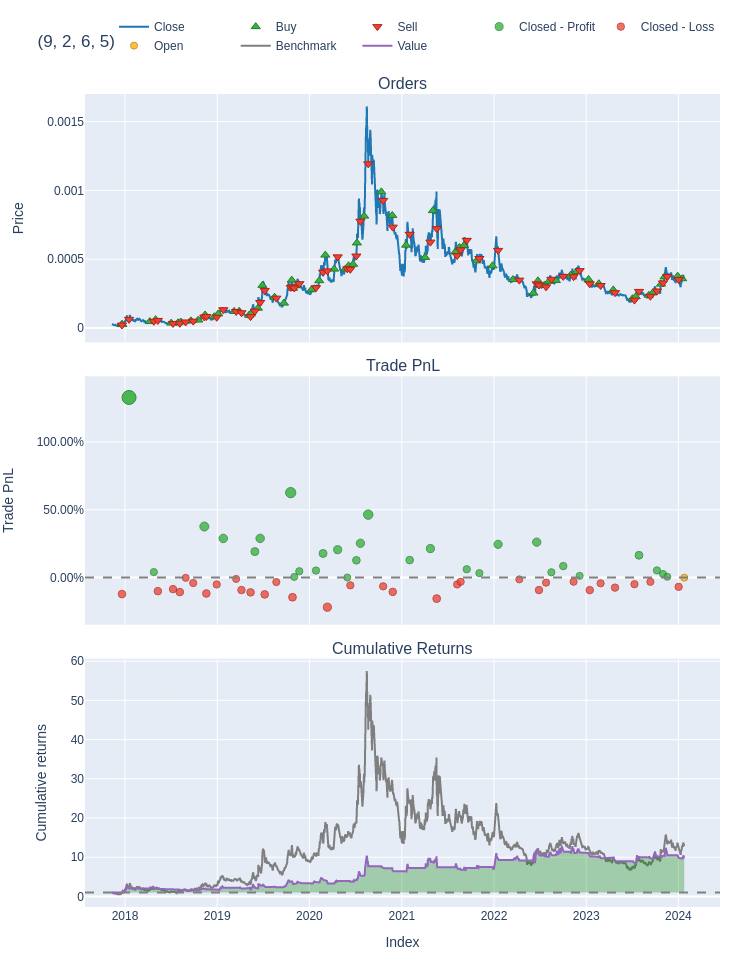 (9, 2, 6, 5)
Close
Buy
Sell
Closed - Profit
Closed - Loss
Open
Benchmark
Value
Orders
0.0015
0.001
0.0005
0
Price
Trade PnL
100.00%
50.00%
0.00%
Trade PnL
Cumulative Returns
60
50
40
30
20
10
0
Cumulative returns
2018
2019
2020
2021
2022
2023
2024
Index